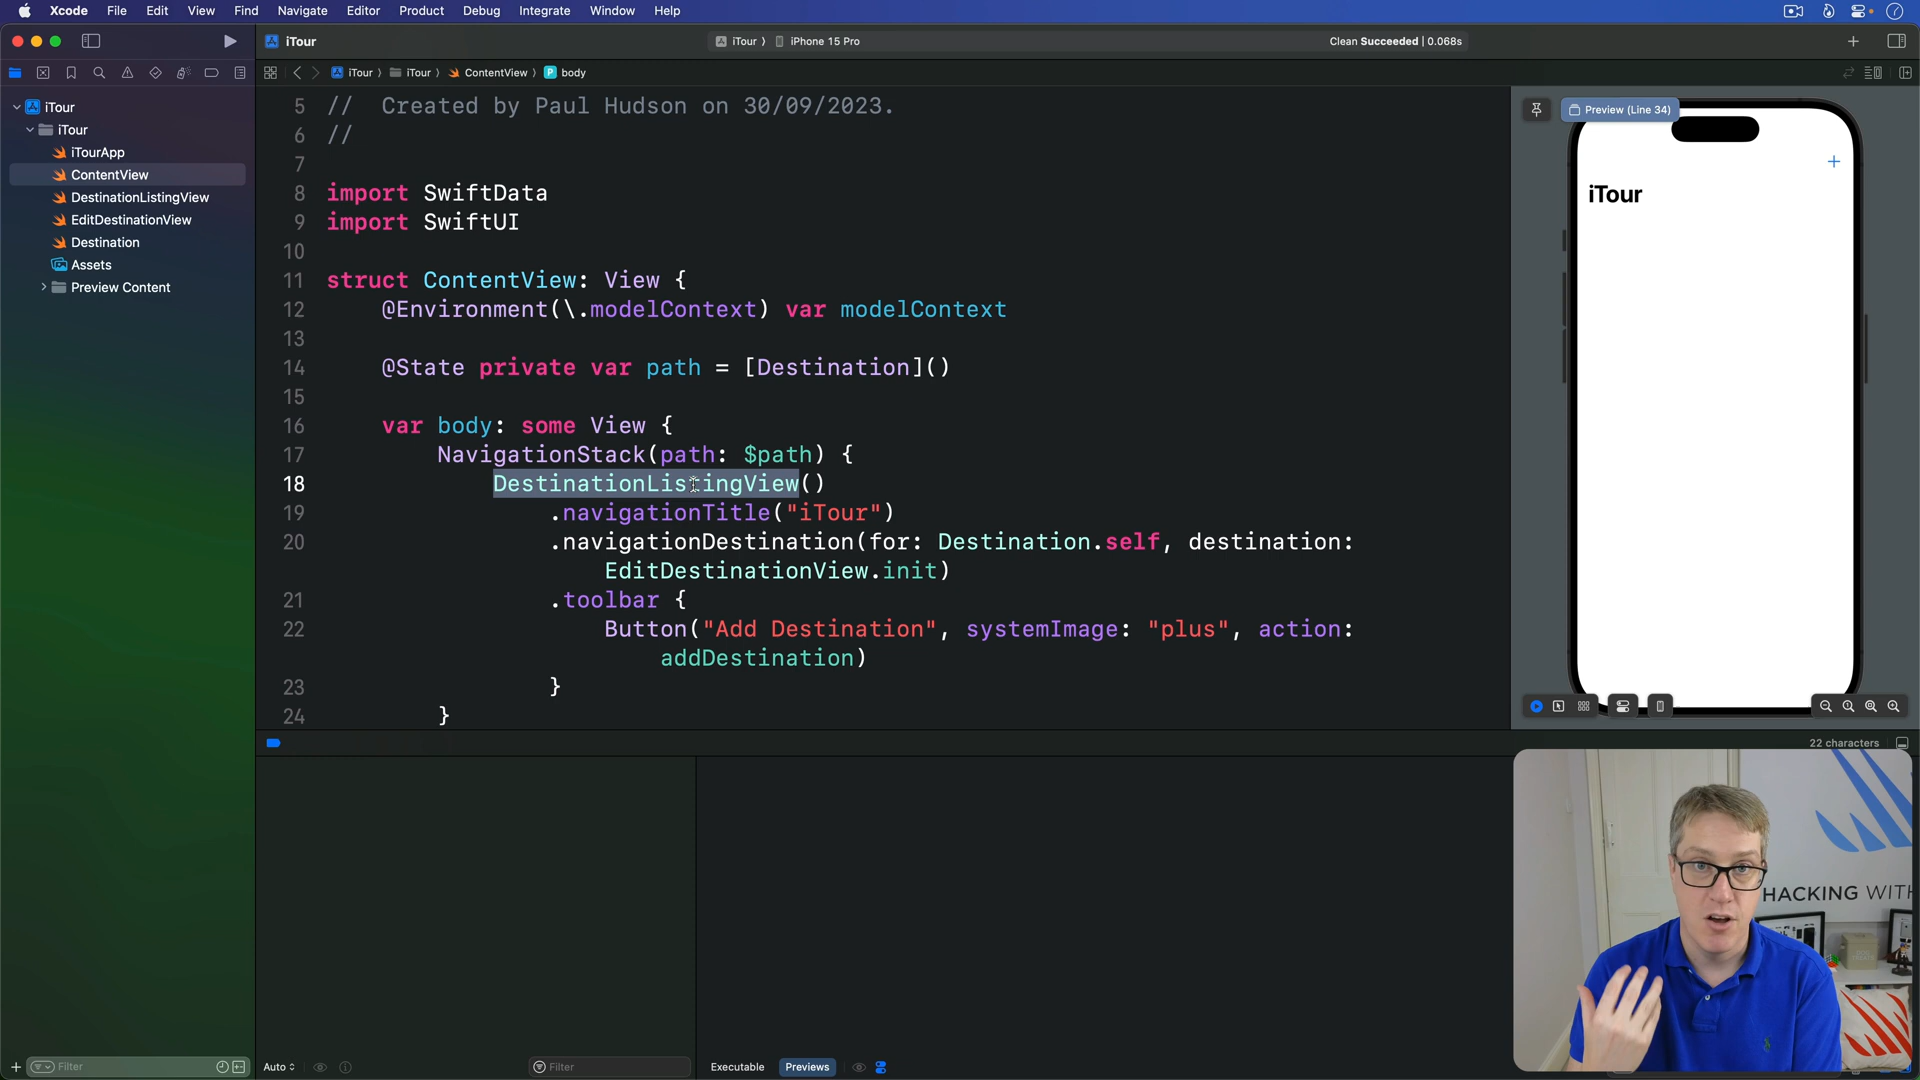 Xcode File Edit View Find Navigate Editor Product Debug Integrate Window Help
iTour
iTour
iPhone 15 Pro
Clean Succeeded | 0.068s
iTour
iTour
ContentView
body
iTour
iTour
iTourApp
ContentView
DestinationListingView
EditDestinationView
Destination
Assets
Preview Content
5 // Created by Paul Hudson on 30/09/2023.
6 //
7
8 import SwiftData
9 import SwiftUI
10
11 struct ContentView: View {
12 @Environment(\.modelContext) var modelContext
13
14 @State private var path = [Destination]()
15
16 var body: some View {
17 NavigationStack(path: $path) {
18 DestinationListingView()
19 .navigationTitle("iTour")
20 .navigationDestination(for: Destination.self, destination:
EditDestinationView.init)
21 .toolbar {
22 Button("Add Destination", systemImage: "plus", action:
addDestination)
23 }
24 }
Preview (Line 34)
iTour
22 characters
HACKING WITH
Filter
Auto
Filter
Executable
Previews